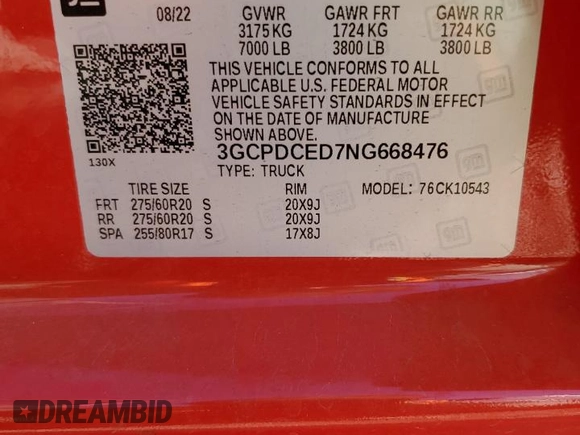 08/22 GVWR GAWR FRT GAWR RR
3175 KG 1724 KG 1724 KG
7000 LB 3800 LB 3800 LB
THIS VEHICLE CONFORMS TO ALL
APPLICABLE U.S. FEDERAL MOTOR
VEHICLE SAFETY STANDARDS IN EFFECT
ON THE DATE OF MANUFACTURE
SHOWN ABOVE.
130X
3GCPDCED7NG668476
TYPE: TRUCK
TIRE SIZE RIM MODEL: 76CK10543
FRT 275/60R20 S 20X9J
RR 275/60R20 S 20X9J
SPA 255/80R17 S 17X8J
DREAMBID